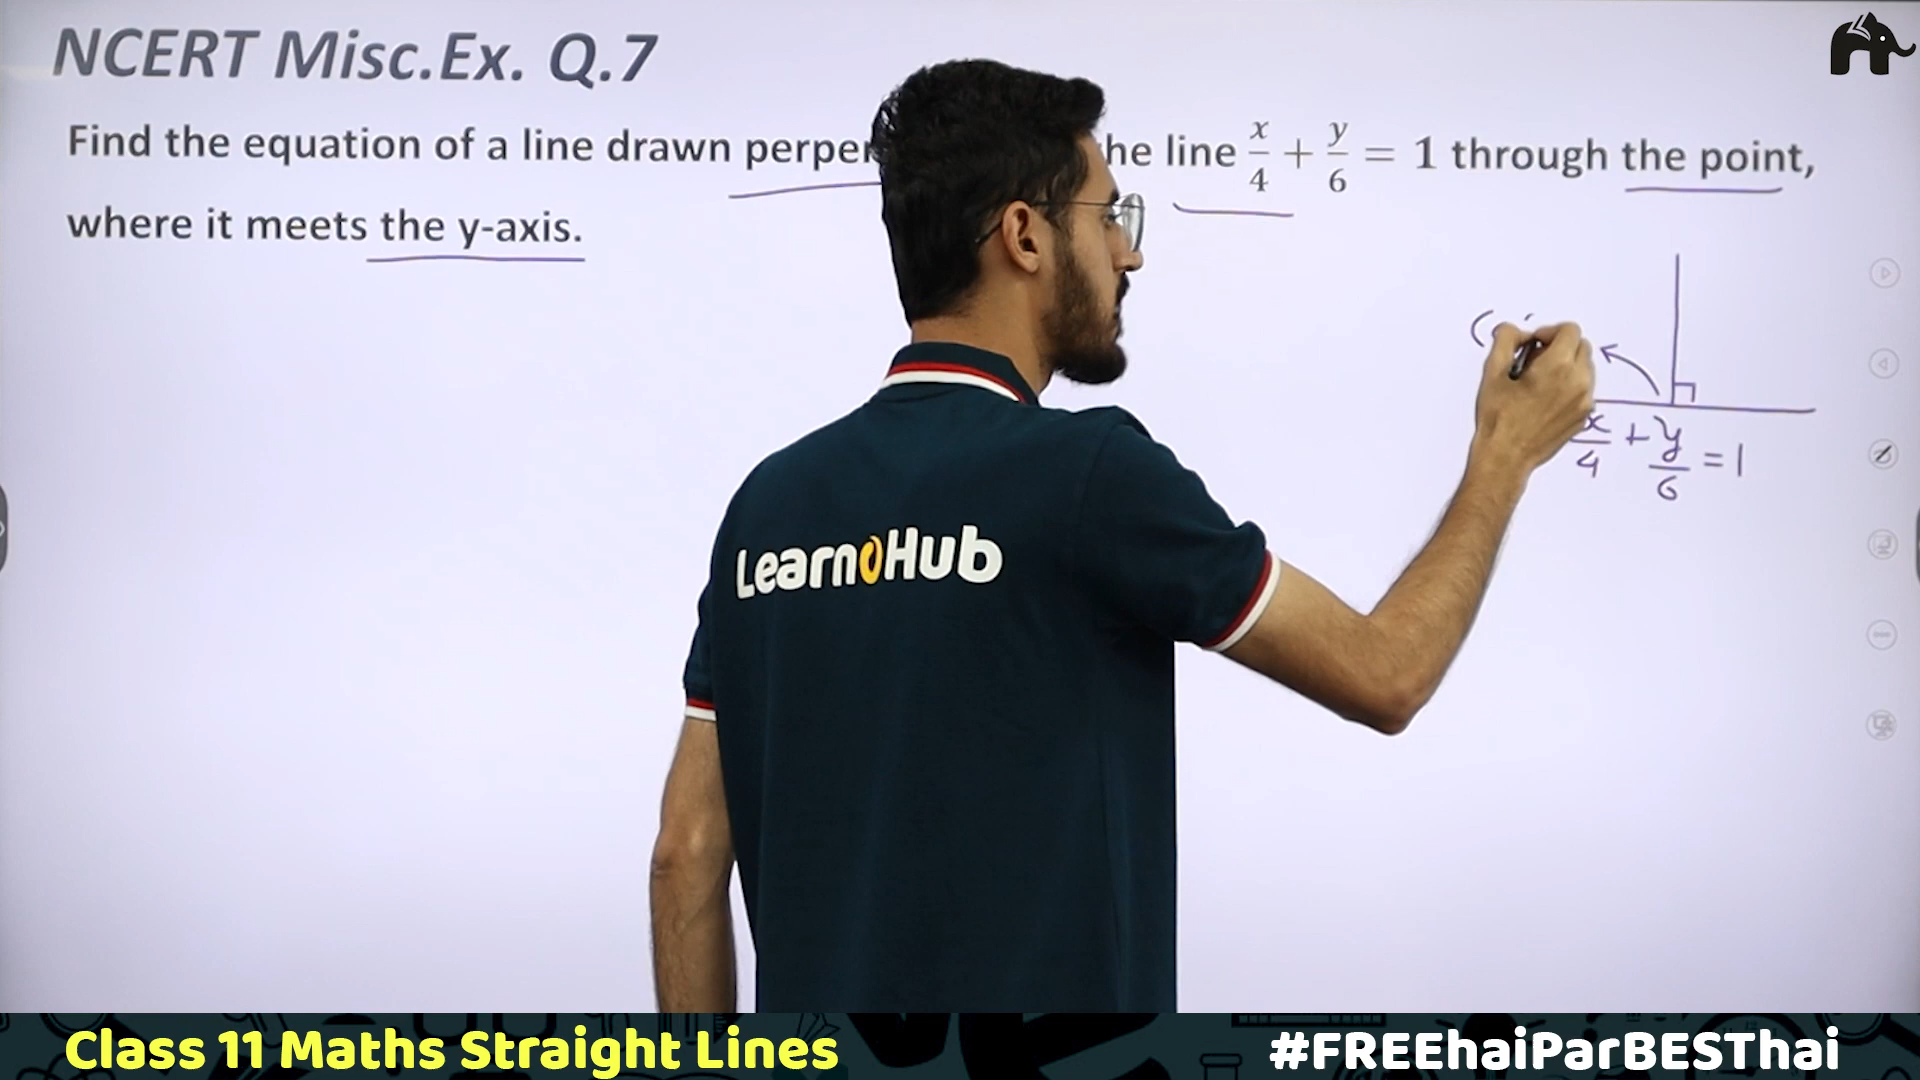 NCERT Misc.Ex. Q.7
Find the equation of a line drawn he line x/4 + y/6 = 1 through the point,
where it meets the y-axis.
x/4 + y/6 = 1
LearnoHub
Class 11 Maths Straight Lines
#FREEhaiParBESThai